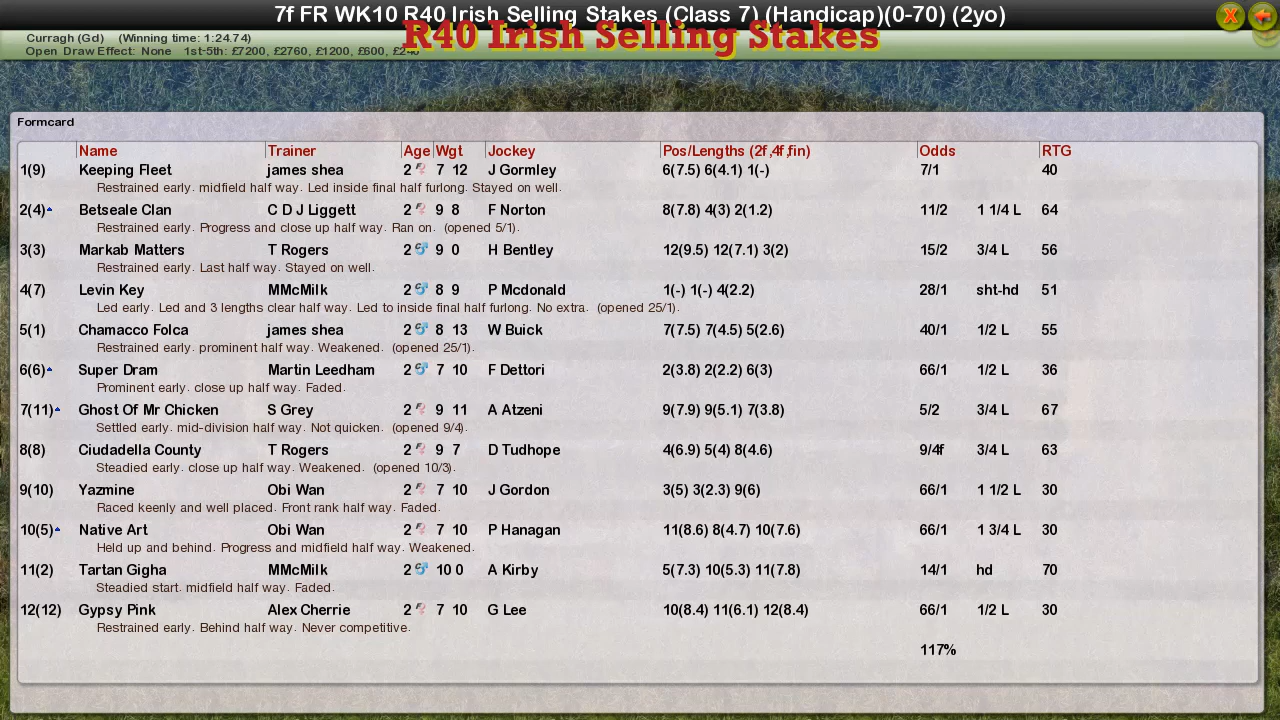 7f FR WK10 R40 Irish Selling Stakes (Class 7) (Handicap)(0-70) (2yo)
R40 Irish Selling Stakes
Curragh (Gd) (Winning time: 1:24.74)
Open Draw Effect: None 1st-5th: £7200, £2760, £1200, £600, £240
Formcard
Name Trainer Age Wgt Jockey Pos/Lengths (2f,4f,fin) Odds RTG
1(9) Keeping Fleet james shea 2 7 12 J Gormley 6(7.5) 6(4.1) 1(-) 7/1 40
Restrained early. midfield half way. Led inside final half furlong. Stayed on well.
2(4) Betseale Clan C D J Liggett 2 9 8 F Norton 8(7.8) 4(3) 2(1.2) 11/2 1 1/4 L 64
Restrained early. Progress and close up half way. Ran on. (opened 5/1).
3(3) Markab Matters T Rogers 2 9 0 H Bentley 12(9.5) 12(7.1) 3(2) 15/2 3/4 L 56
Restrained early. Last half way. Stayed on well.
4(7) Levin Key MMcMilk 2 8 9 P Mcdonald 1(-) 1(-) 4(2.2) 28/1 sht-hd 51
Led early. Led and 3 lengths clear half way. Led to inside final half furlong. No extra. (opened 25/1).
5(1) Chamacco Folca james shea 2 8 13 W Buick 7(7.5) 7(4.5) 5(2.6) 40/1 1/2 L 55
Restrained early. prominent half way. Weakened. (opened 25/1).
6(6) Super Dram Martin Leedham 2 7 10 F Dettori 2(3.8) 2(2.2) 6(3) 66/1 1/2 L 36
Prominent early. close up half way. Faded.
7(11) Ghost Of Mr Chicken S Grey 2 9 11 A Atzeni 9(7.9) 9(5.1) 7(3.8) 5/2 3/4 L 67
Settled early. mid-division half way. Not quicken. (opened 9/4).
8(8) Ciudadella County T Rogers 2 9 7 D Tudhope 4(6.9) 5(4) 8(4.6) 9/4f 3/4 L 63
Steadied early. close up half way. Weakened. (opened 10/3).
9(10) Yazmine Obi Wan 2 7 10 J Gordon 3(5) 3(2.3) 9(6) 66/1 1 1/2 L 30
Raced keenly and well placed. Front rank half way. Faded.
10(5) Native Art Obi Wan 2 7 10 P Hanagan 11(8.6) 8(4.7) 10(7.6) 66/1 1 3/4 L 30
Held up and behind. Progress and midfield half way. Weakened.
11(2) Tartan Gigha MMcMilk 2 10 0 A Kirby 5(7.3) 10(5.3) 11(7.8) 14/1 hd 70
Steadied start. midfield half way. Faded.
12(12) Gypsy Pink Alex Cherrie 2 7 10 G Lee 10(8.4) 11(6.1) 12(8.4) 66/1 1/2 L 30
Restrained early. Behind half way. Never competitive.
117%